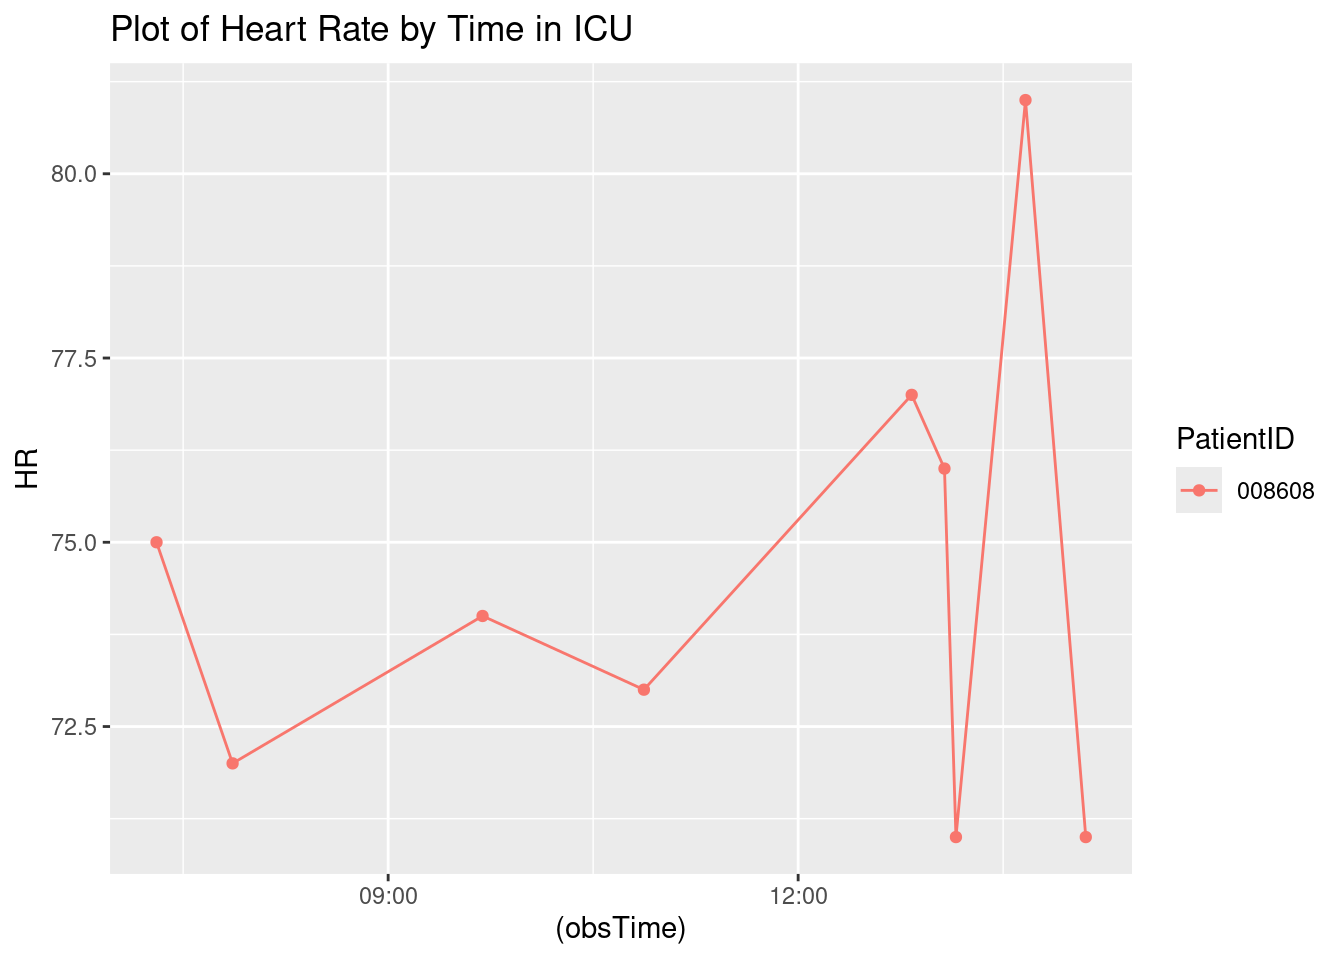 Plot of Heart Rate by Time in ICU
80.0
77.5
75.0
72.5
HR
09:00
12:00
(obsTime)
PatientID
008608